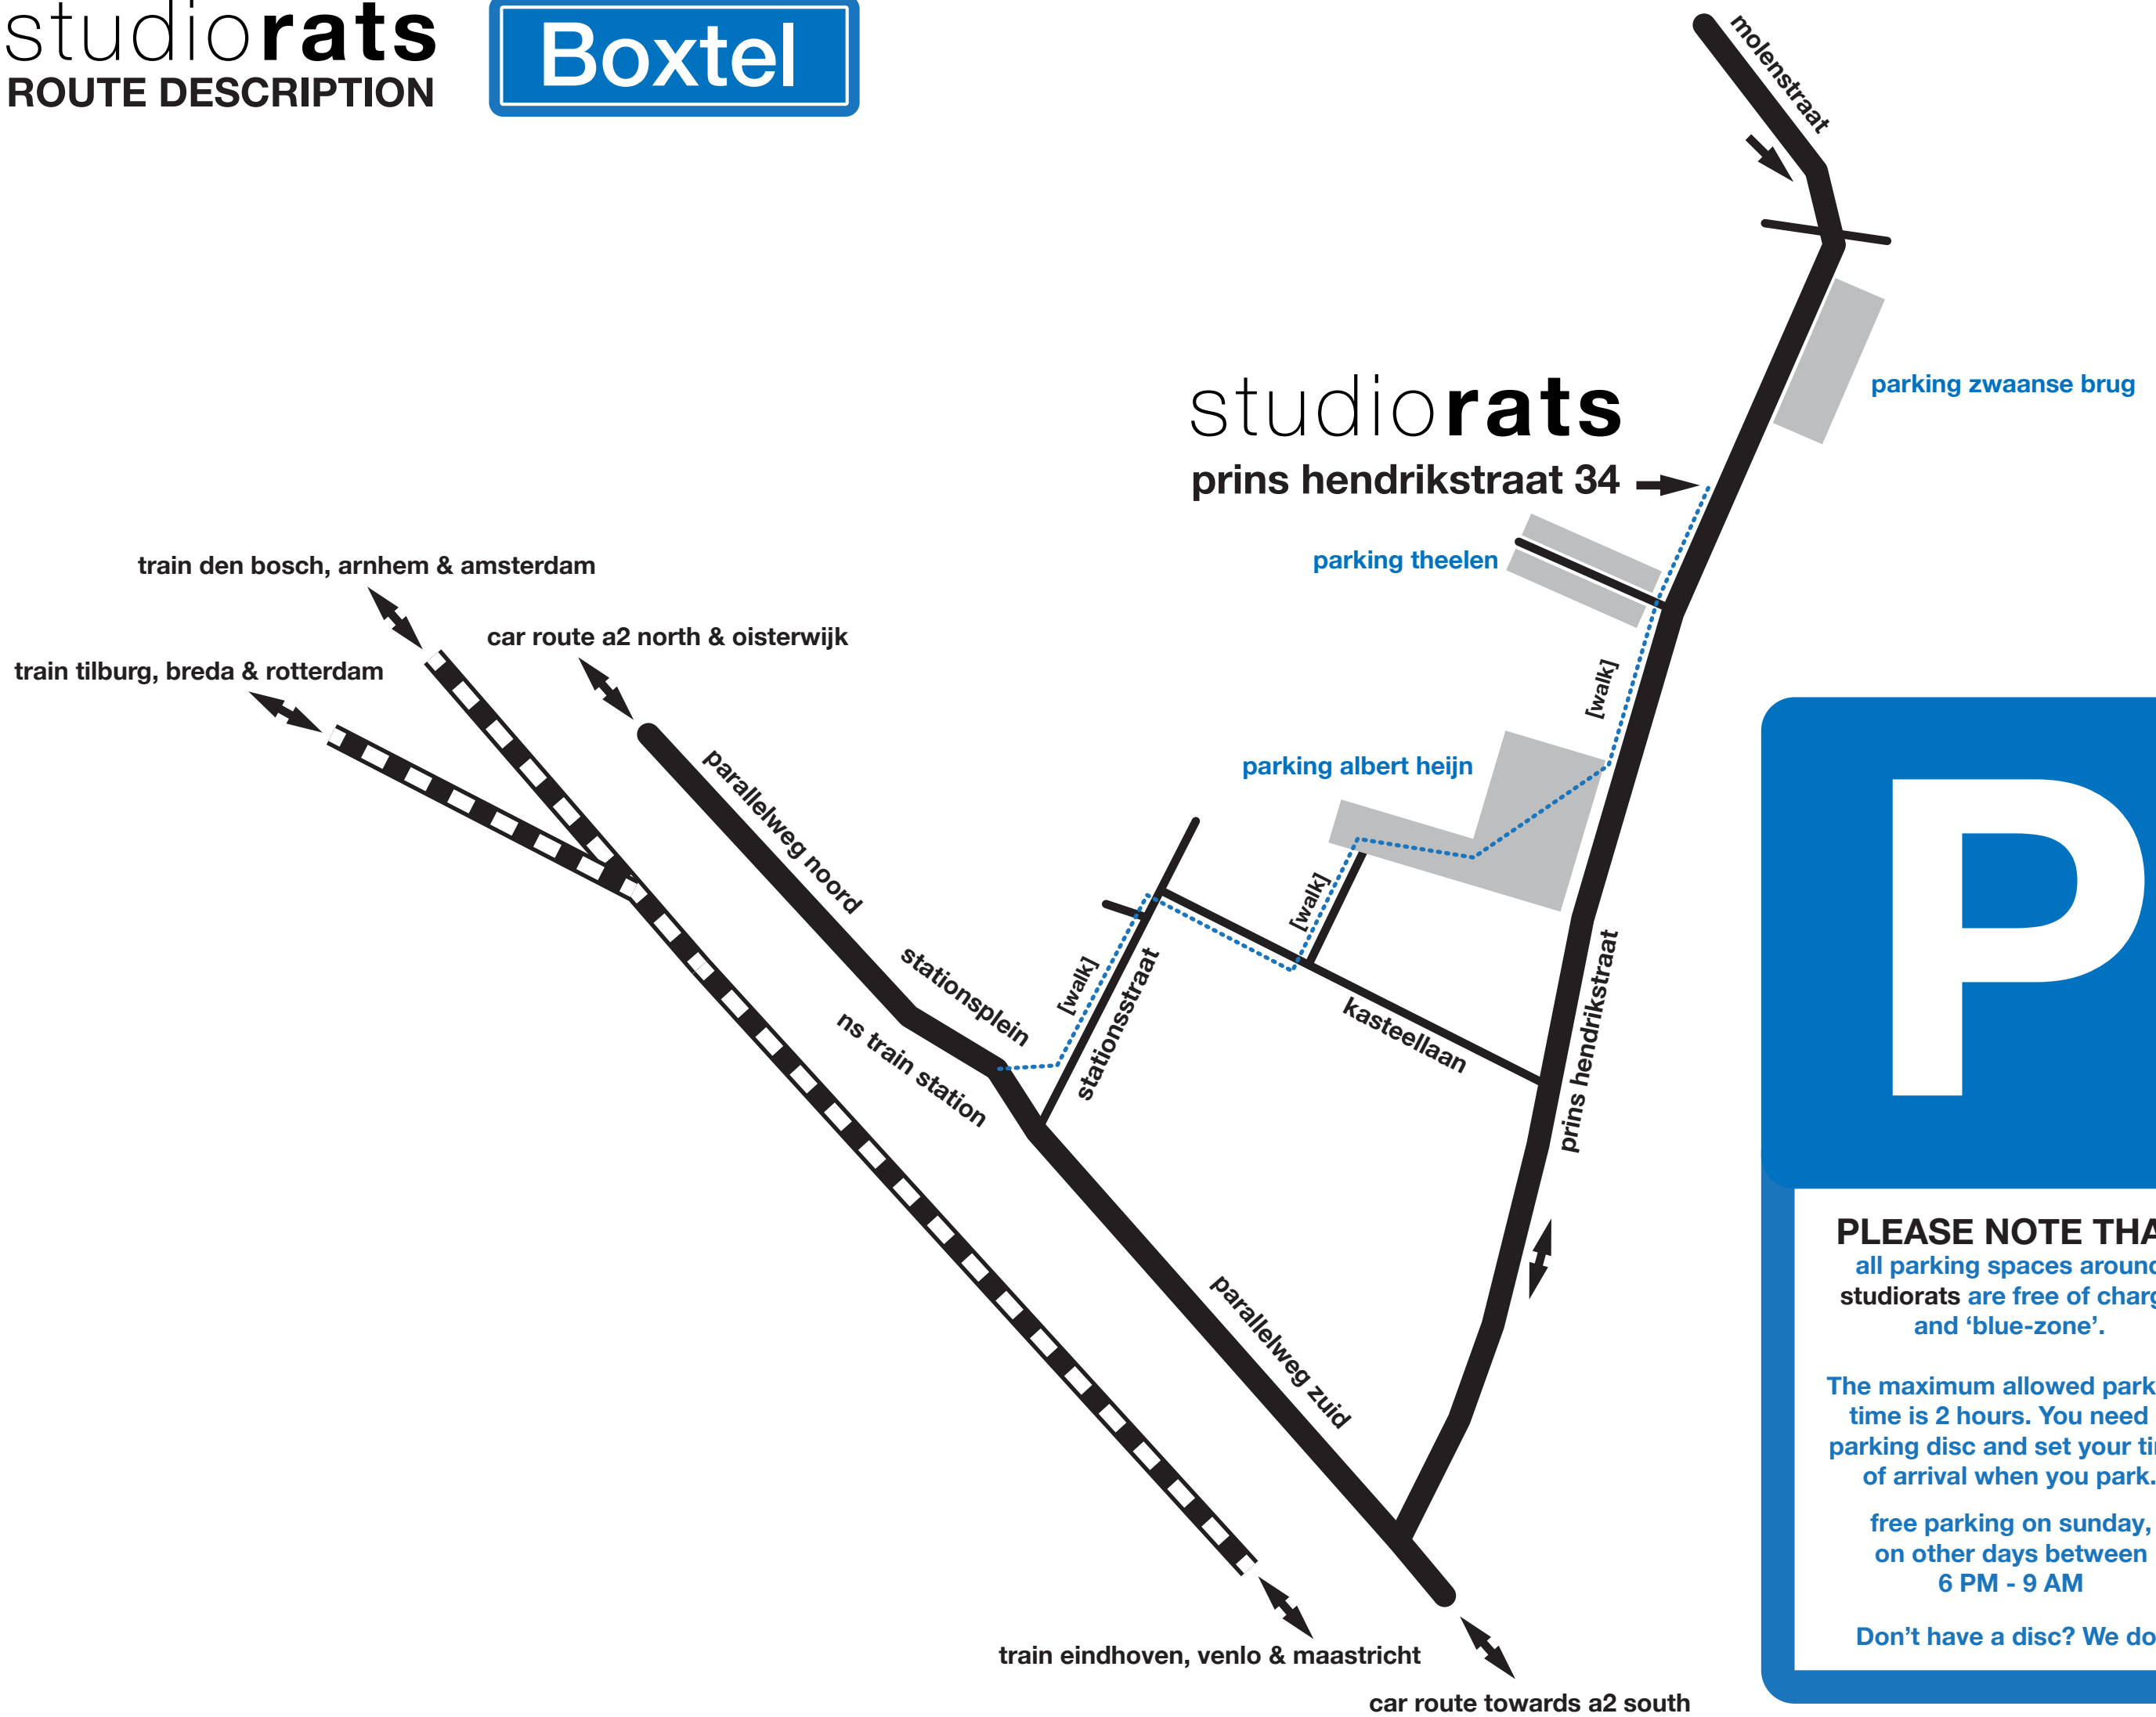 studiorats
ROUTE DESCRIPTION
Boxtel
molenstraat
parking zwaanse brug
studiorats
prins hendrikstraat 34
parking theelen
train den bosch, arnhem & amsterdam
car route a2 north & oisterwijk
train tilburg, breda & rotterdam
[walk]
parking albert heijn
parallelweg noord
[walk]
stationsplein
[walk]
stationsstraat
ns train station
kasteellaan
prins hendrikstraat
parallelweg zuid
train eindhoven, venlo & maastricht
car route towards a2 south
P
PLEASE NOTE
all parking spaces
studiorats are free of
and ‘blue-zone’.
The maximum allowed
time is 2 hours. You need
parking disc and set your
of arrival when you park.
free parking on sunday,
on other days between
6 PM - 9 AM
Don’t have a disc? We do